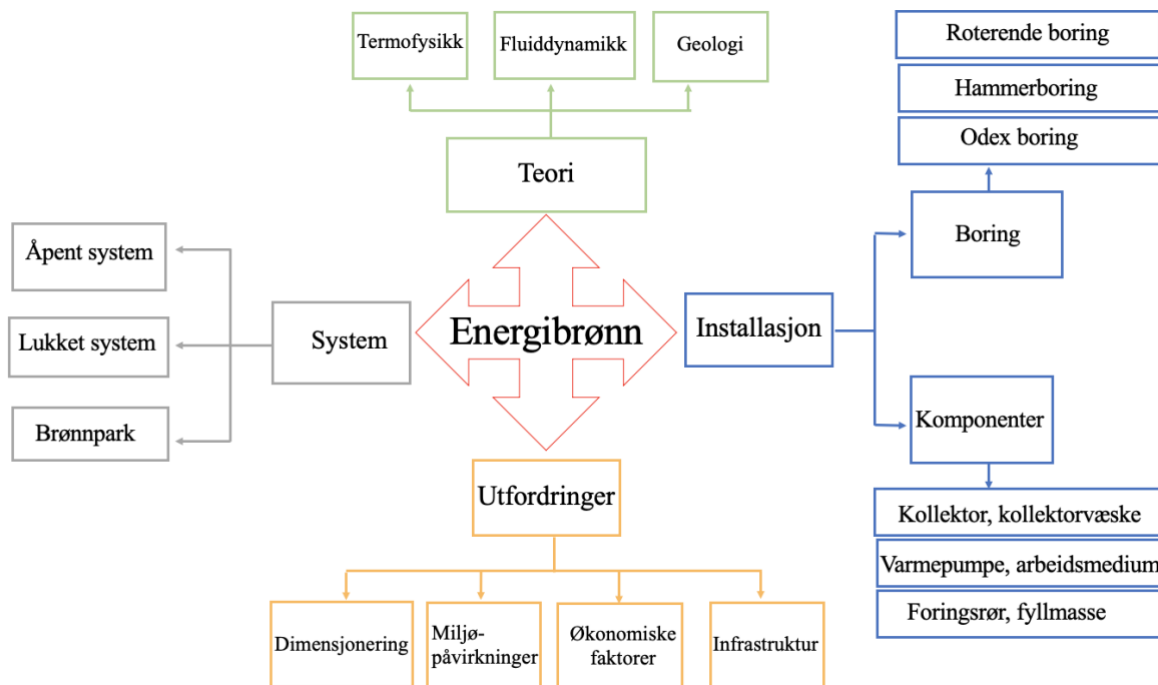 Termofysikk
Fluiddynamikk
Geologi
Teori
Roterende boring
Hammerboring
Odex boring
Boring
Åpent system
Lukket system
Brønnpark
System
Energibrønn
Installasjon
Komponenter
Kollektor, kollektorvæske
Varmepumpe, arbeidsmedium
Foringsrør, fyllmasse
Utfordringer
Dimensjonering
Miljø-
påvirkninger
Økonomiske
faktorer
Infrastruktur